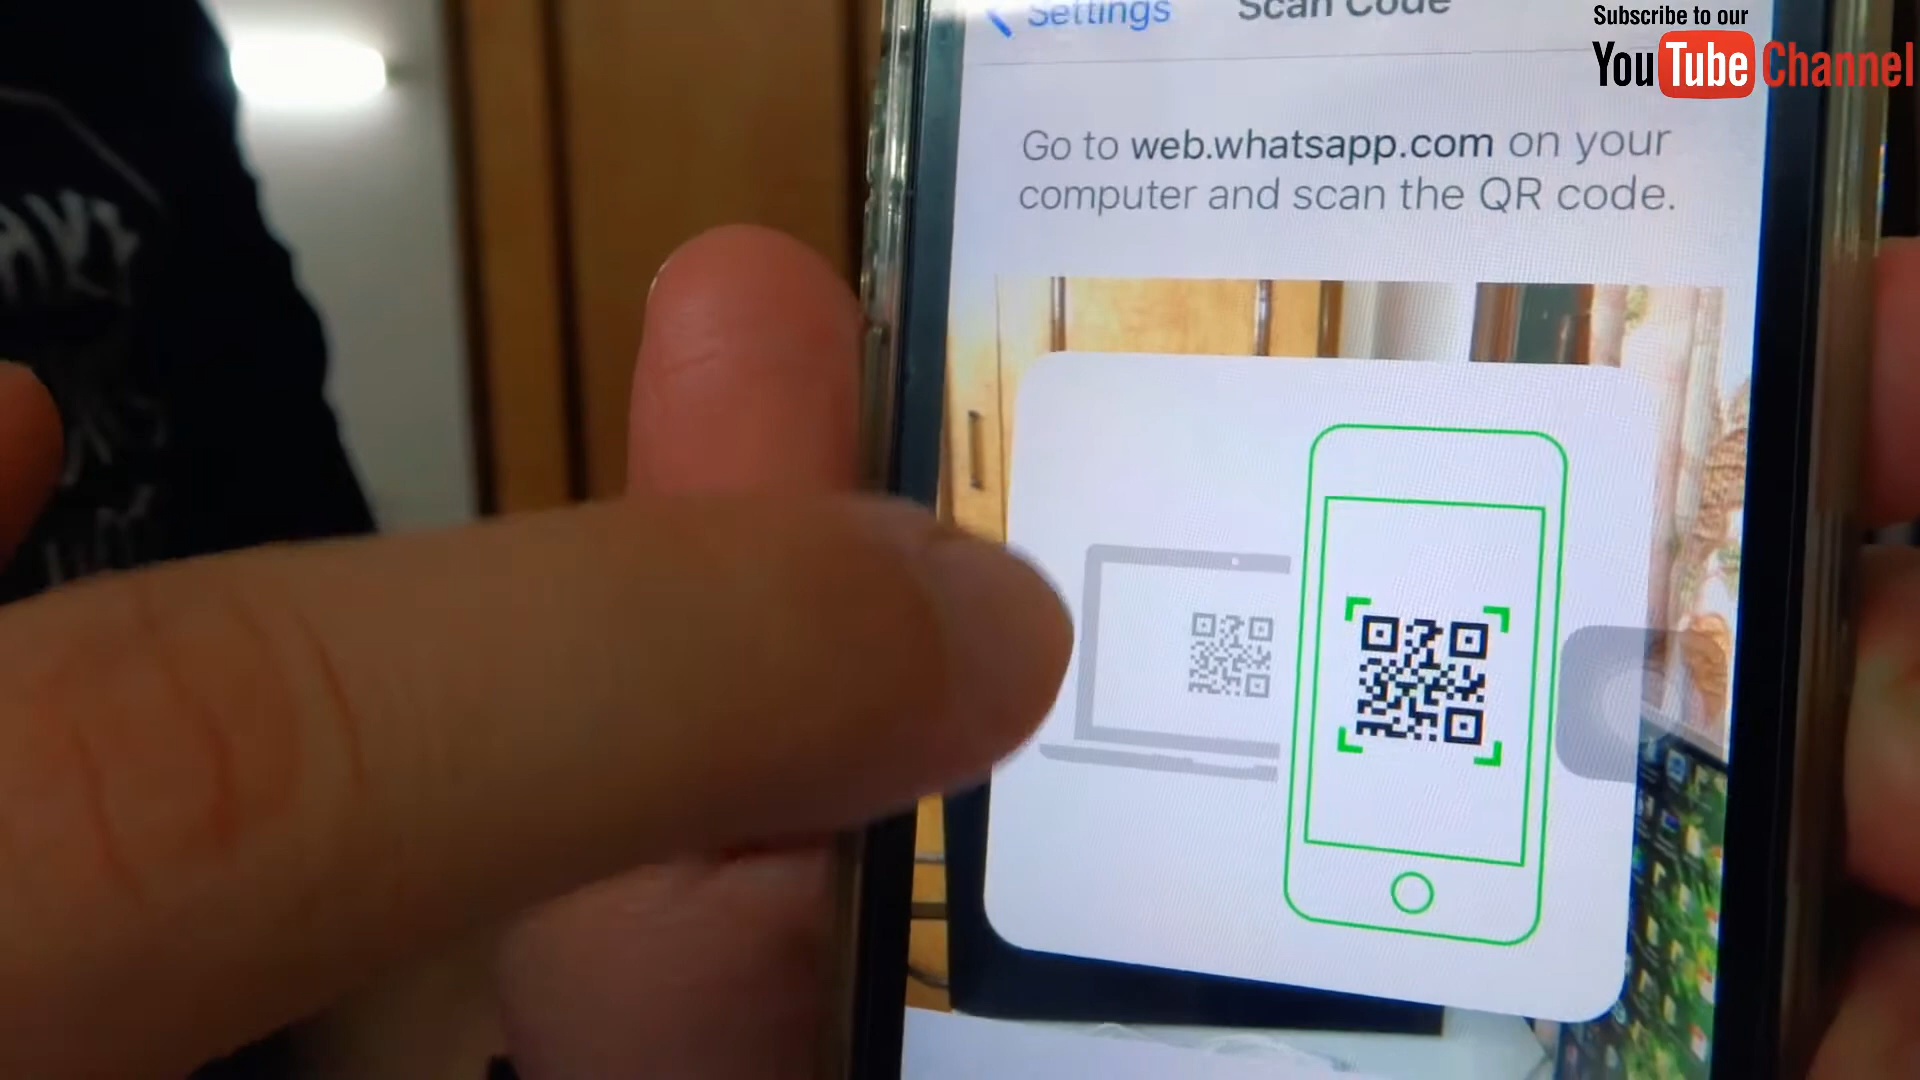 Subscribe to our
YouTube Channel
Settings
Scan Code
Go to web.whatsapp.com on your
computer and scan the QR code.